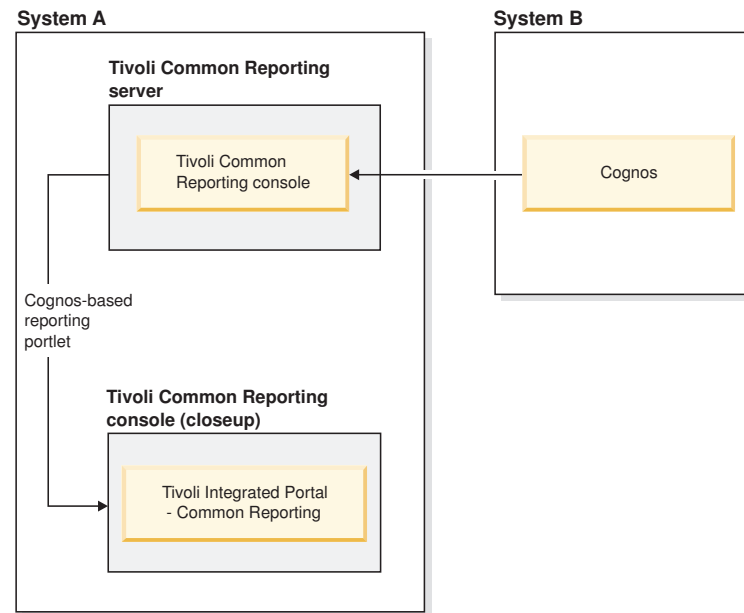 System A
System B
Tivoli Common Reporting
server
Tivoli Common
Reporting console
Cognos
Cognos-based
reporting
portlet
Tivoli Common Reporting
console (closeup)
Tivoli Integrated Portal
- Common Reporting